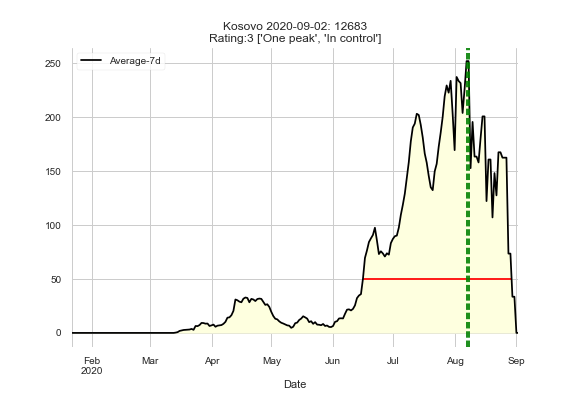 Kosovo 2020-09-02: 12683
Rating:3 ['One peak', 'In control']
Average-7d
250
200
150
100
50
0
Feb Mar Apr May Jun Jul Aug Sep
2020
Date